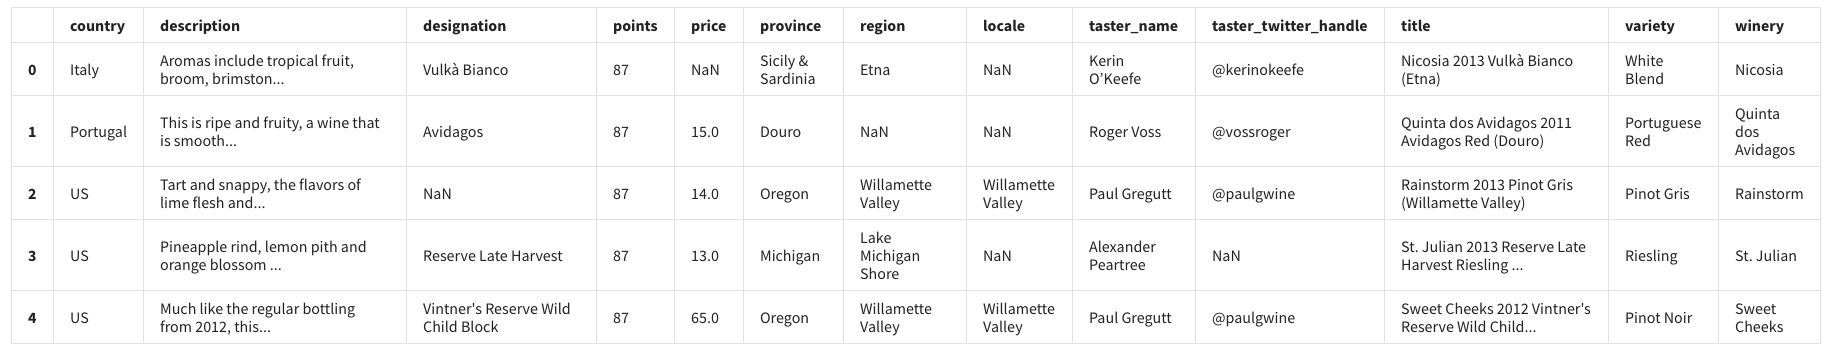 country description designation points price province region locale taster_name taster_twitter_handle title variety winery
0 Italy Aromas include tropical fruit, broom, brimston... Vulkà Bianco 87 NaN Sicily & Sardinia Etna NaN Kerin O’Keefe @kerinokeefe Nicosia 2013 Vulkà Bianco (Etna) White Blend Nicosia
1 Portugal This is ripe and fruity, a wine that is smooth... Avidagos 87 15.0 Douro NaN NaN Roger Voss @vossroger Quinta dos Avidagos 2011 Avidagos Red (Douro) Portuguese Red Quinta dos Avidagos
2 US Tart and snappy, the flavors of lime flesh and... NaN 87 14.0 Oregon Willamette Valley Willamette Valley Paul Gregutt @paulgwine Rainstorm 2013 Pinot Gris (Willamette Valley) Pinot Gris Rainstorm
3 US Pineapple rind, lemon pith and orange blossom ... Reserve Late Harvest 87 13.0 Michigan Lake Michigan Shore NaN Alexander Peartree NaN St. Julian 2013 Reserve Late Harvest Riesling ... Riesling St. Julian
4 US Much like the regular bottling from 2012, this... Vintner's Reserve Wild Child Block 87 65.0 Oregon Willamette Valley Willamette Valley Paul Gregutt @paulgwine Sweet Cheeks 2012 Vintner's Reserve Wild Child... Pinot Noir Sweet Cheeks